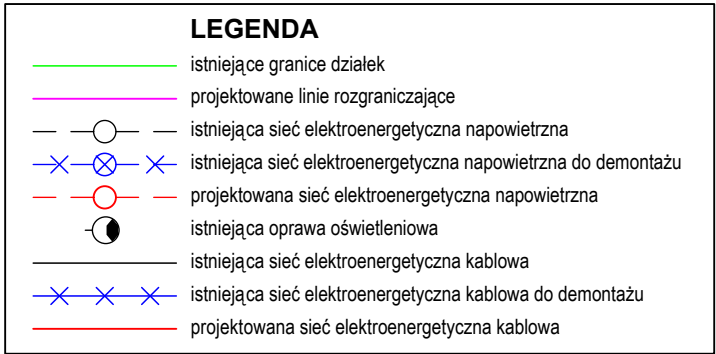 LEGENDA
istniejące granice działek
projektowane linie rozgraniczające
istniejąca sieć elektroenergetyczna napowietrzna
istniejąca sieć elektroenergetyczna napowietrzna do demontażu
projektowana sieć elektroenergetyczna napowietrzna
istniejąca oprawa oświetleniowa
istniejąca sieć elektroenergetyczna kablowa
istniejąca sieć elektroenergetyczna kablowa do demontażu
projektowana sieć elektroenergetyczna kablowa